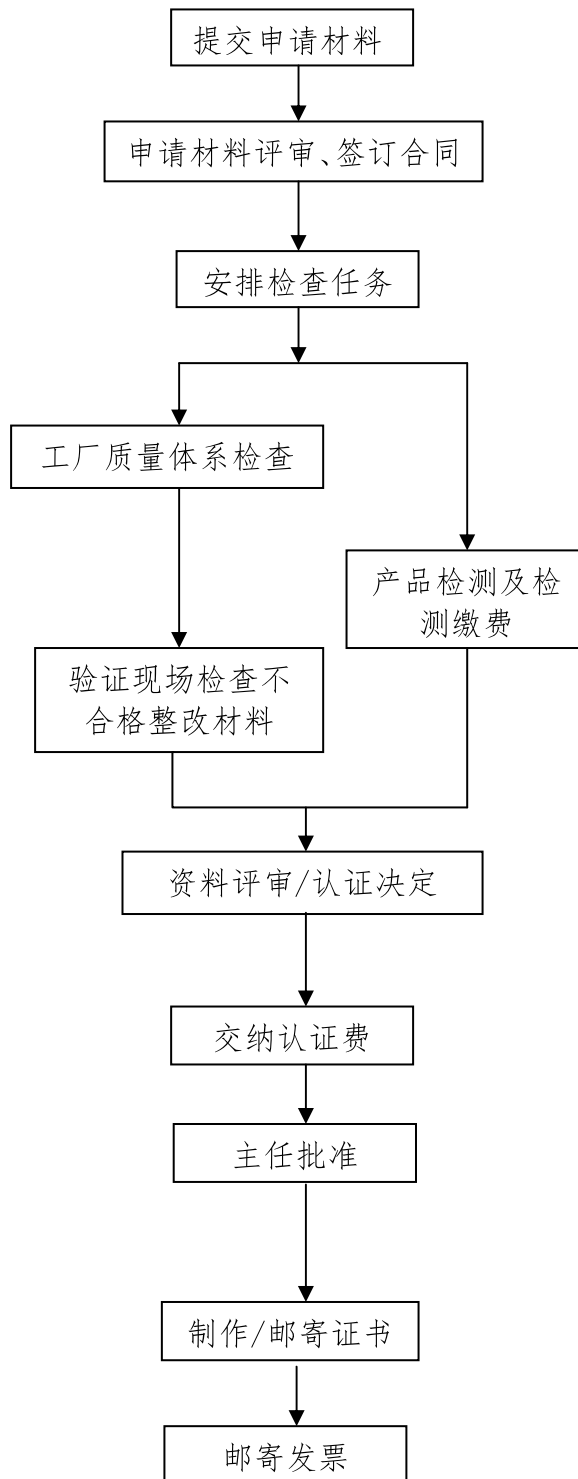 提交申请材料
申请材料评审、签订合同
安排检查任务
工厂质量体系检查
产品检测及检
测缴费
验证现场检查不
合格整改材料
资料评审/认证决定
交纳认证费
主任批准
制作/邮寄证书
邮寄发票